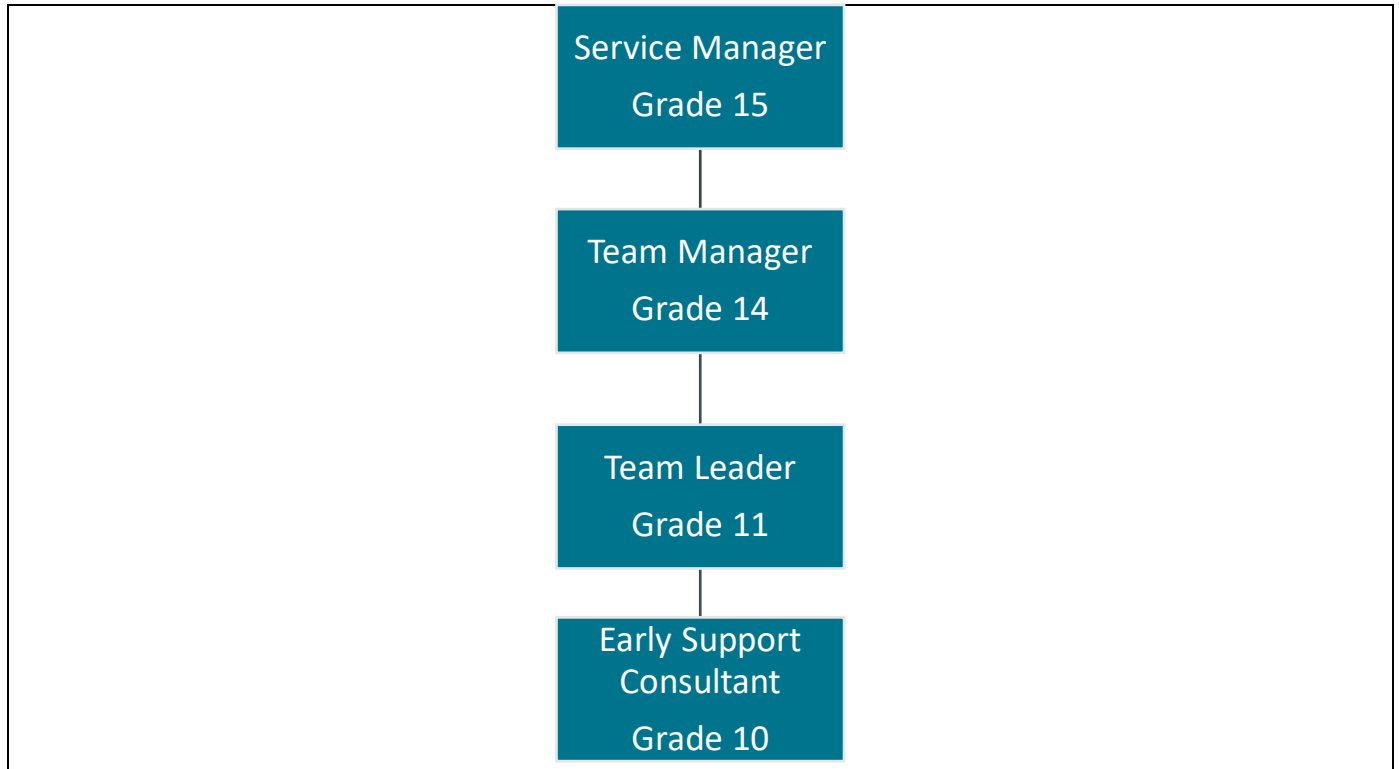 Service Manager
Grade 15
Team Manager
Grade 14
Team Leader
Grade 11
Early Support
Consultant
Grade 10